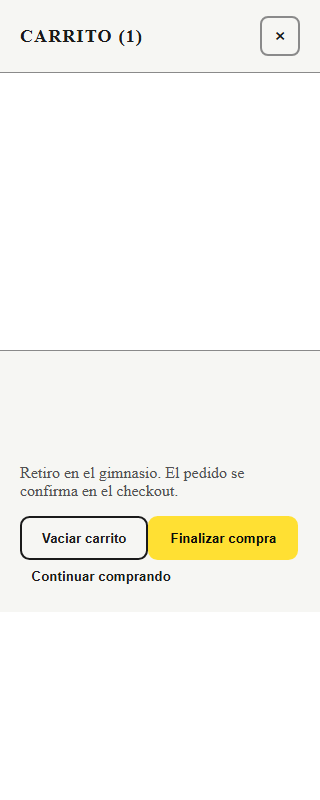 CARRITO (1)
×
Retiro en el gimnasio. El pedido se
confirma en el checkout.
Vaciar carrito
Finalizar compra
Continuar comprando